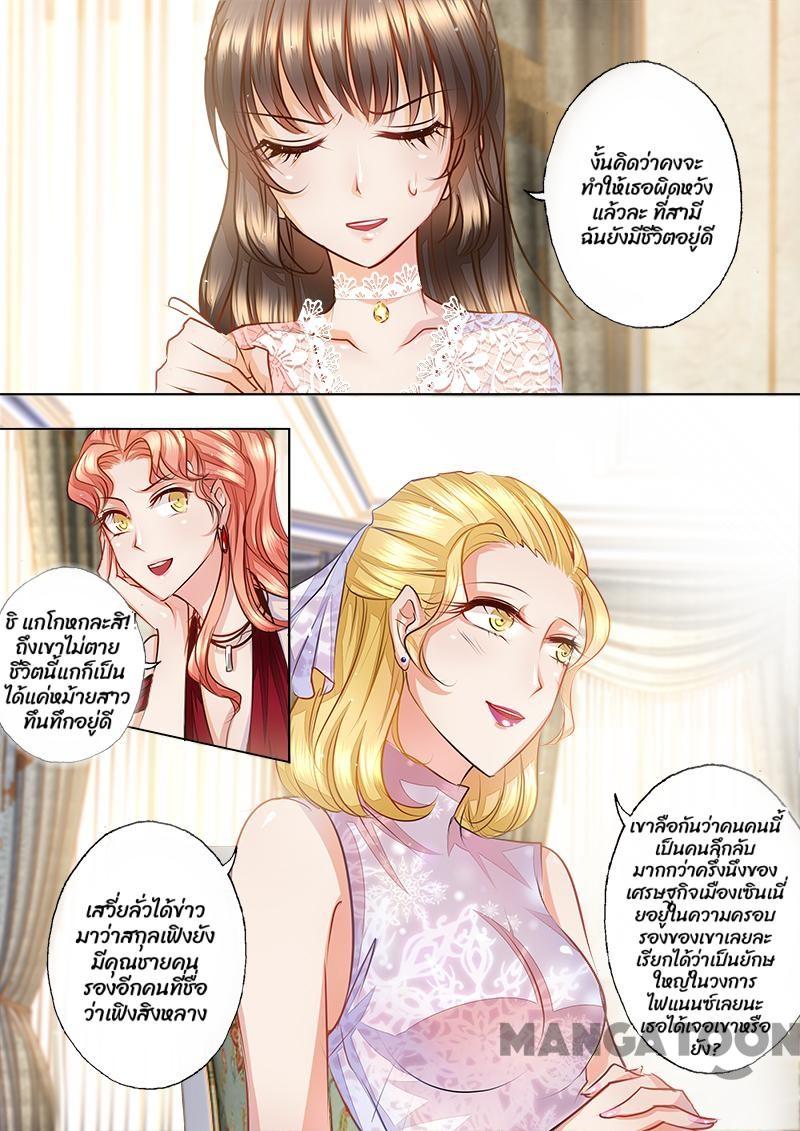 งั้นคิดว่าคงจะ
ทำให้เธอผิดหวัง
แล้วละ ที่สามี
ฉันยังมีชีวิตอยู่ดี
ชิ แกโกหกละสิ!
ถึงเขาไม่ตาย
ชีวิตนี้แกก็เป็น
ได้แค่หม้ายสาว
ทึนทึกอยู่ดี
เสวี่ยลั่วได้ข่าว
มาว่าสกุลเฟิงยัง
มีคุณชายคน
รองอีกคนที่ชื่อ
ว่าเฟิงสิงหลาง
เขาลือกันว่าคนคนนี้
เป็นคนลึกลับ
มากกว่าครึ่งนึงของ
เศรษฐกิจเมืองเซินเนี่
ยอยู่ในความครอบ
รองของเขาเลยละ
เรียกได้ว่าเป็นยักษ์
ใหญ่ในวงการ
ไฟแนนซ์เลยนะ
เธอได้เจอเขาหรือ
ยัง?
MANGATOON